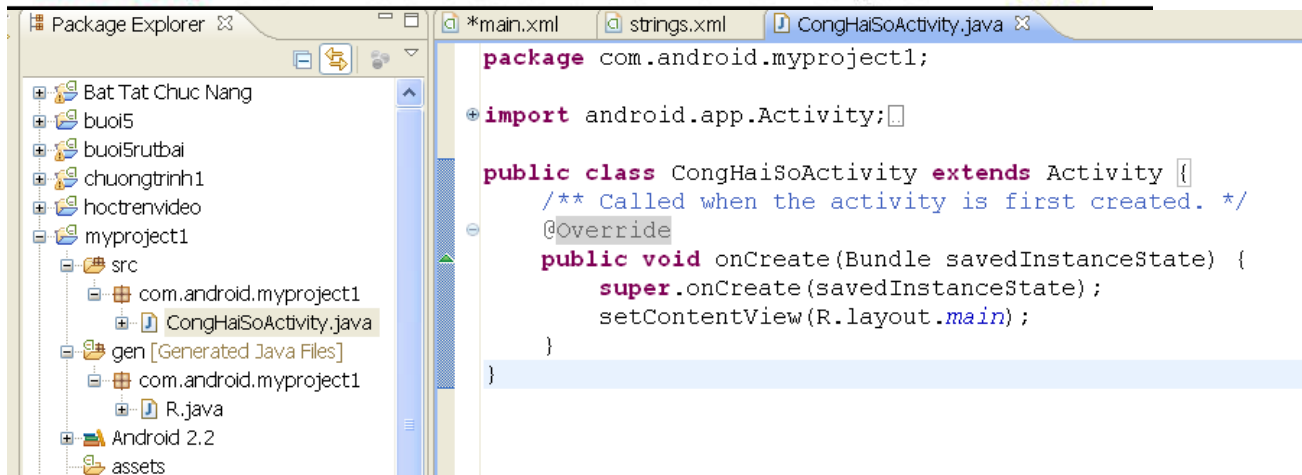 Package Explorer
*main.xml strings.xml CongHaiSoActivity.java
Bat Tat Chuc Nang
buoi5
buoi5rutbai
chuongtrinh1
hoctrenvideo
myproject1
src
com.android.myproject1
CongHaiSoActivity.java
gen [Generated Java Files]
com.android.myproject1
R.java
Android 2.2
assets
package com.android.myproject1;
import android.app.Activity;
public class CongHaiSoActivity extends Activity {
/** Called when the activity is first created. */
@Override
public void onCreate(Bundle savedInstanceState) {
super.onCreate(savedInstanceState);
setContentView(R.layout.main);
}
}